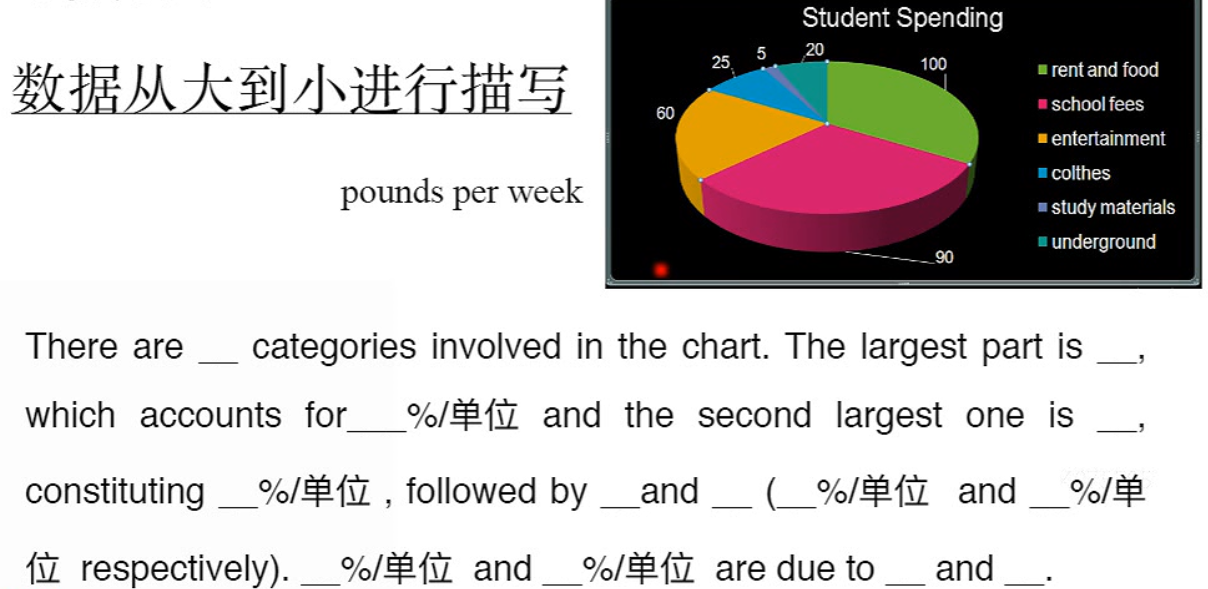 Student Spending
数据从大到小进行描写
25
5
20
100
60
90
rent and food
school fees
entertainment
colthes
study materials
underground
pounds per week
There are __ categories involved in the chart. The largest part is __,
which accounts for___%/单位 and the second largest one is __,
constituting __%/单位 , followed by __and __ (__%/单位 and __%/单
位 respectively). __%/单位 and __%/单位 are due to __ and __.